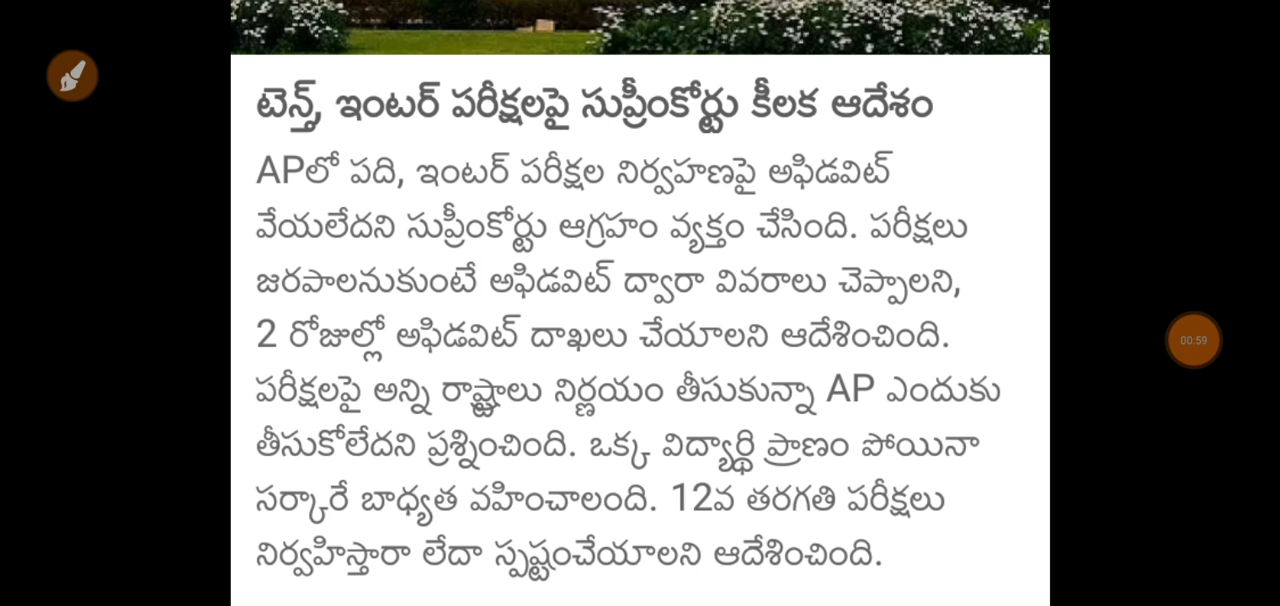 టెన్త్, ఇంటర్ పరీక్షలపై సుప్రీంకోర్టు కీలక ఆదేశం
APలో పది, ఇంటర్ పరీక్షల నిర్వహణపై అఫిడవిట్
వేయలేదని సుప్రీంకోర్టు ఆగ్రహం వ్యక్తం చేసింది. పరీక్షలు
జరపాలనుకుంటే అఫిడవిట్ ద్వారా వివరాలు చెప్పాలని,
2 రోజుల్లో అఫిడవిట్ దాఖలు చేయాలని ఆదేశించింది.
00:59
పరీక్షలపై అన్ని రాష్ట్రాలు నిర్ణయం తీసుకున్నా AP ఎందుకు
తీసుకోలేదని ప్రశ్నించింది. ఒక్క విద్యార్థి ప్రాణం పోయినా
సర్కారే బాధ్యత వహించాలంది. 12వ తరగతి పరీక్షలు
నిర్వహిస్తారా లేదా స్పష్టంచేయాలని ఆదేశించింది.